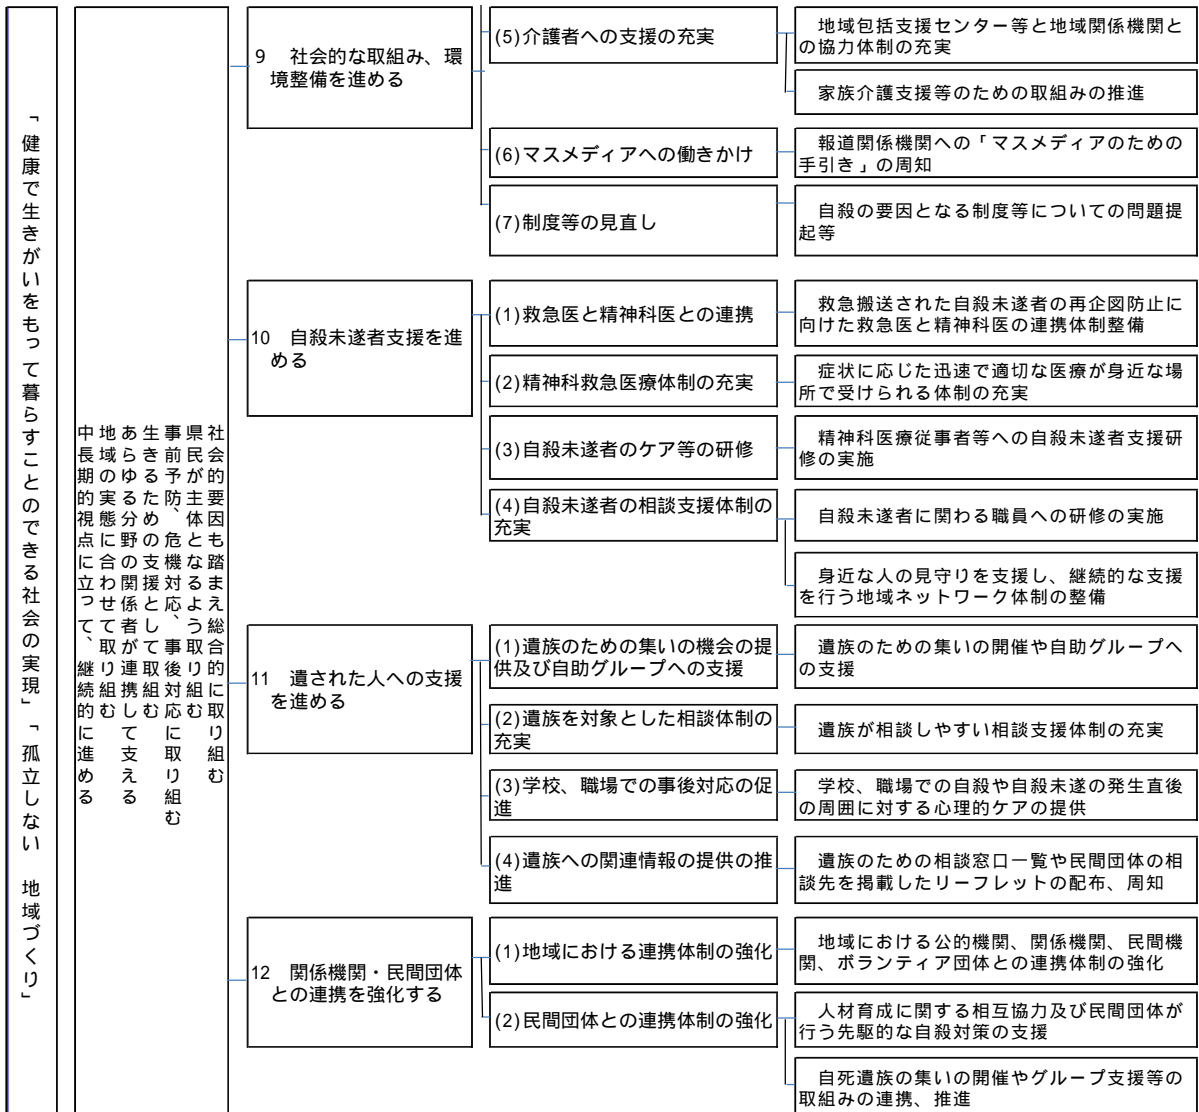 「健康で生きがいをもって暮らすことのできる社会の実現」「孤立しない　地域づくり」
社会的要因も踏まえ総合的に取り組む
県民が主体となるよう取り組む
事前予防、危機対応、事後対応に取り組む
生きるための支援として取組む
あらゆる分野の関係者が連携して支える
地域の実態に合わせて取り組む
中長期的視点に立って、継続的に進める
9　社会的な取組み、環
境整備を進める
(5)介護者への支援の充実
地域包括支援センター等と地域関係機関と
の協力体制の充実
家族介護支援等のための取組みの推進
(6)マスメディアへの働きかけ
報道関係機関への「マスメディアのための
手引き」の周知
(7)制度等の見直し
自殺の要因となる制度等についての問題提
起等
10　自殺未遂者支援を進
める
(1)救急医と精神科医との連携
救急搬送された自殺未遂者の再企図防止に
向けた救急医と精神科医の連携体制整備
(2)精神科救急医療体制の充実
症状に応じた迅速で適切な医療が身近な場
所で受けられる体制の充実
(3)自殺未遂者のケア等の研修
精神科医療従事者等への自殺未遂者支援研
修の実施
(4)自殺未遂者の相談支援体制の
充実
自殺未遂者に関わる職員への研修の実施
身近な人の見守りを支援し、継続的な支援
を行う地域ネットワーク体制の整備
11　遺された人への支援
を進める
(1)遺族のための集いの機会の提
供及び自助グループへの支援
遺族のための集いの開催や自助グループへ
の支援
(2)遺族を対象とした相談体制の
充実
遺族が相談しやすい相談支援体制の充実
(3)学校、職場での事後対応の促
進
学校、職場での自殺や自殺未遂の発生直後
の周囲に対する心理的ケアの提供
(4)遺族への関連情報の提供の推
進
遺族のための相談窓口一覧や民間団体の相
談先を掲載したリーフレットの配布、周知
12　関係機関・民間団体
との連携を強化する
(1)地域における連携体制の強化
地域における公的機関、関係機関、民間機
関、ボランティア団体との連携体制の強化
(2)民間団体との連携体制の強化
人材育成に関する相互協力及び民間団体が
行う先駆的な自殺対策の支援
自死遺族の集いの開催やグループ支援等の
取組みの連携、推進